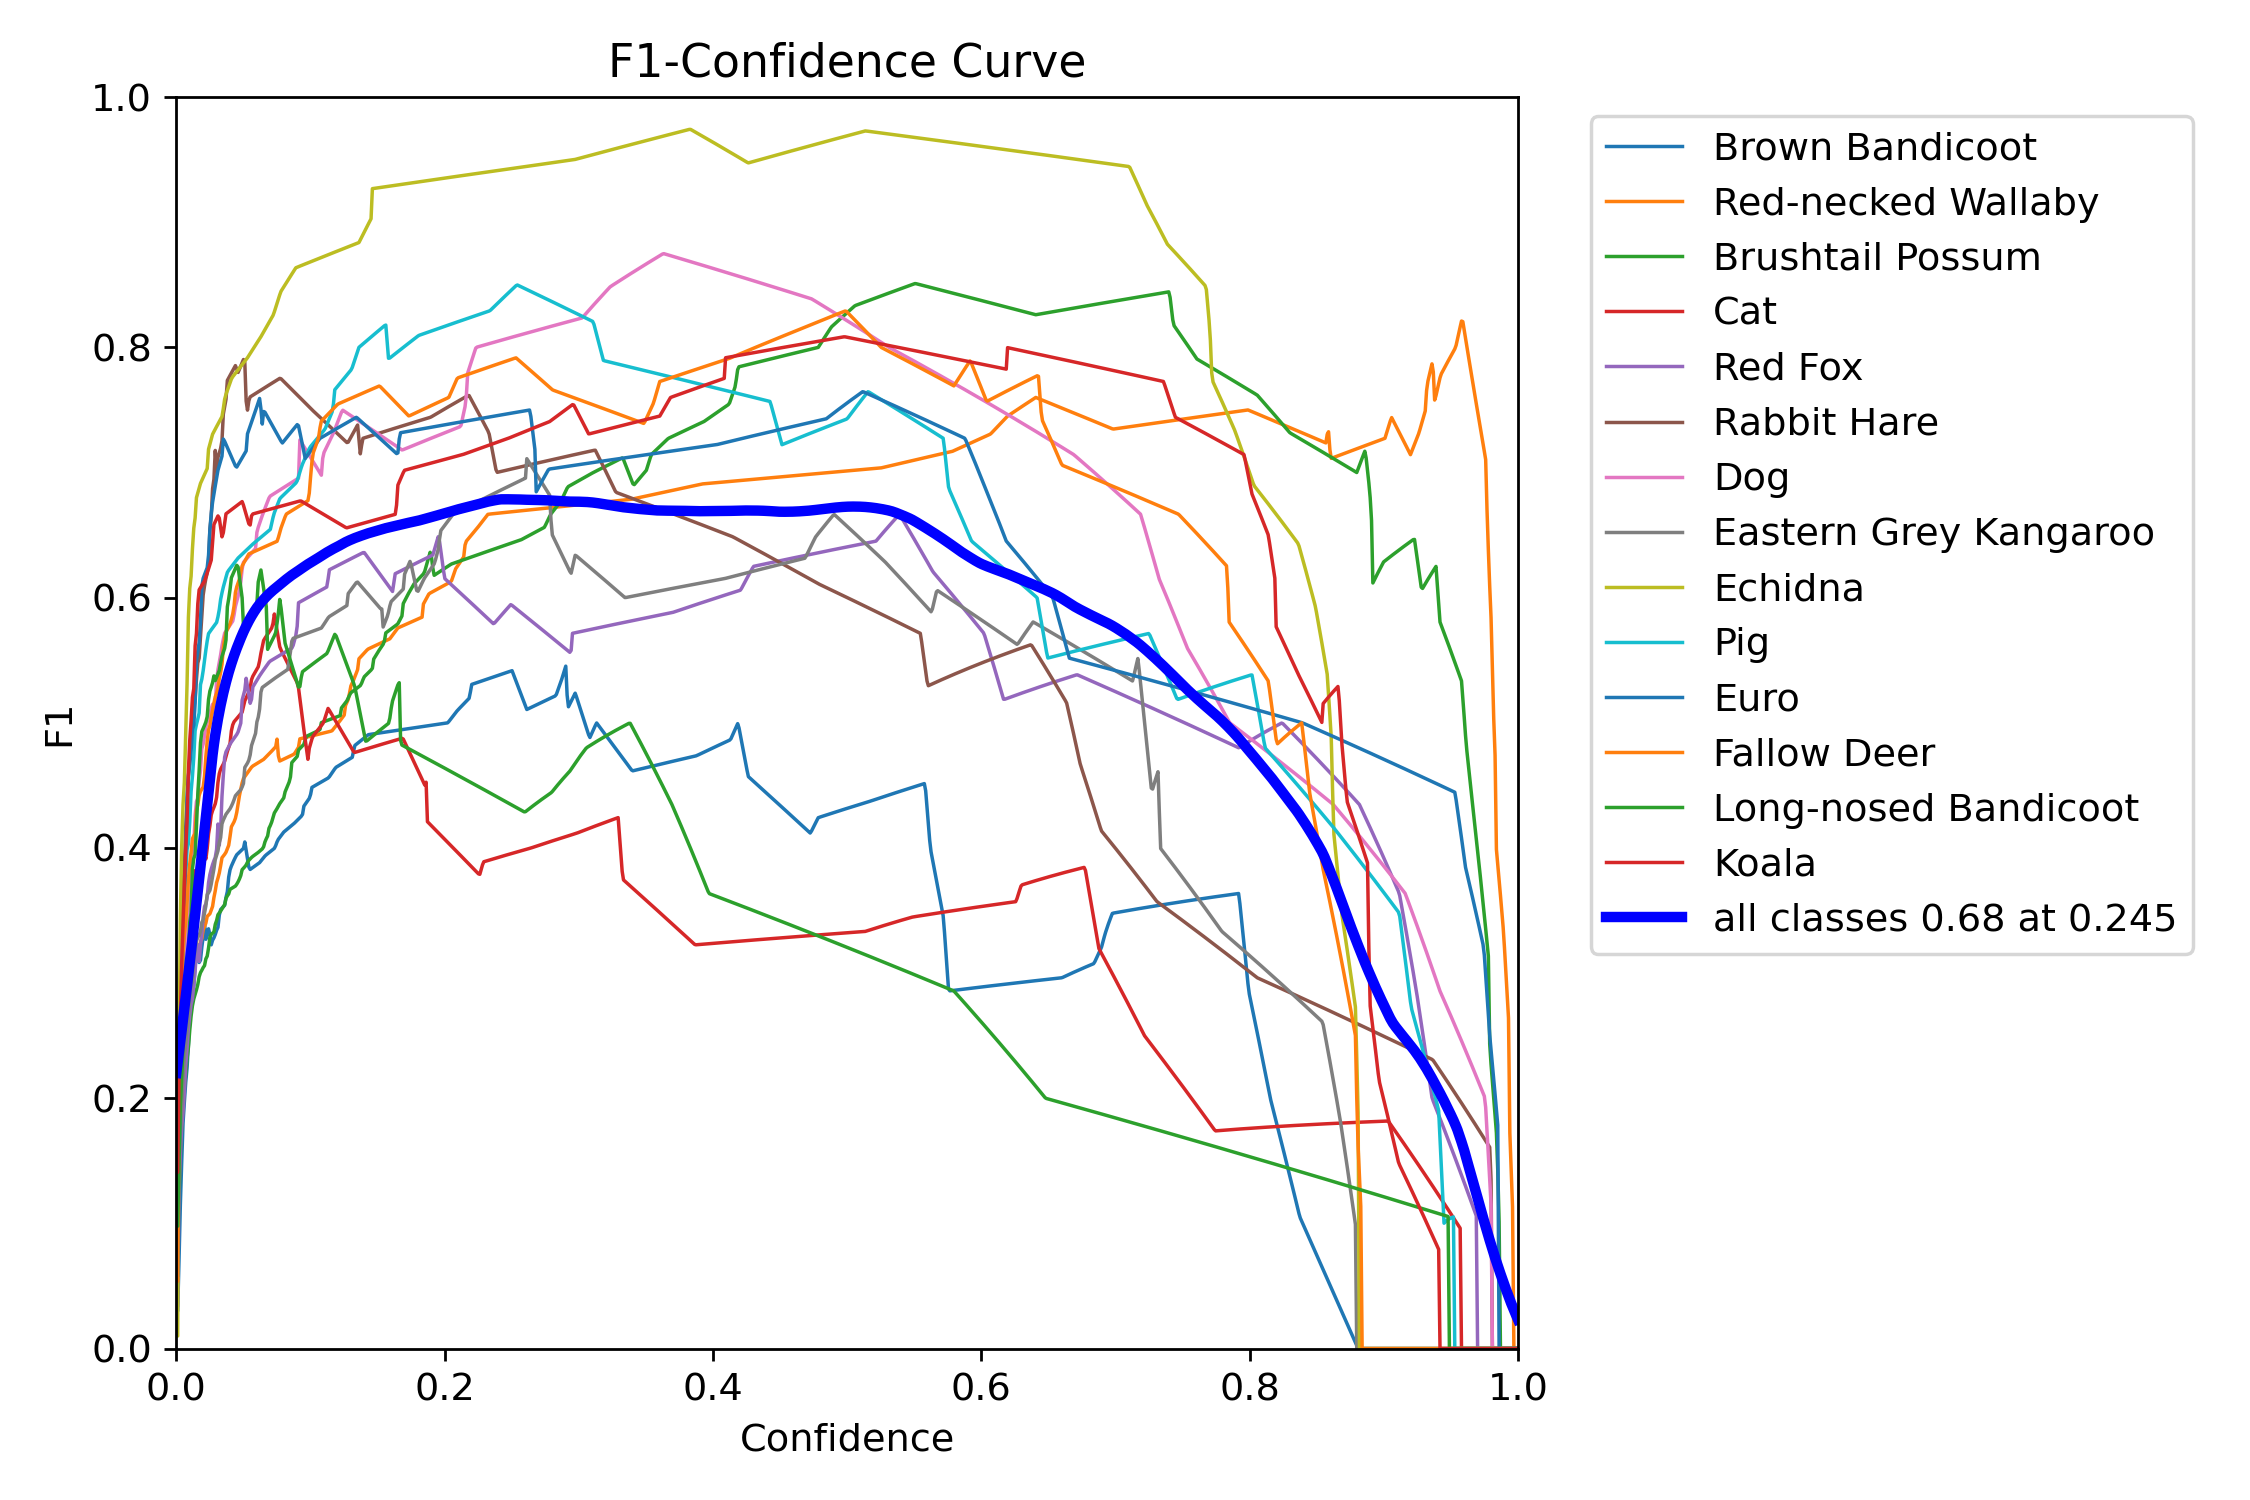 F1-Confidence Curve
1.0
0.8
0.6
0.4
0.2
0.0
F1
0.0 0.2 0.4 0.6 0.8 1.0
Confidence
Brown Bandicoot
Red-necked Wallaby
Brushtail Possum
Cat
Red Fox
Rabbit Hare
Dog
Eastern Grey Kangaroo
Echidna
Pig
Euro
Fallow Deer
Long-nosed Bandicoot
Koala
all classes 0.68 at 0.245